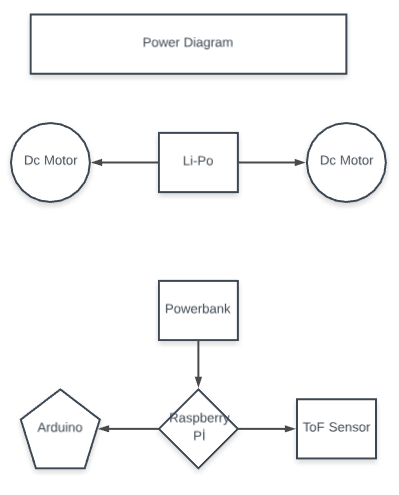 Power Diagram
Dc Motor
Li-Po
Dc Motor
Powerbank
Raspberry
Pİ
Arduino
ToF Sensor